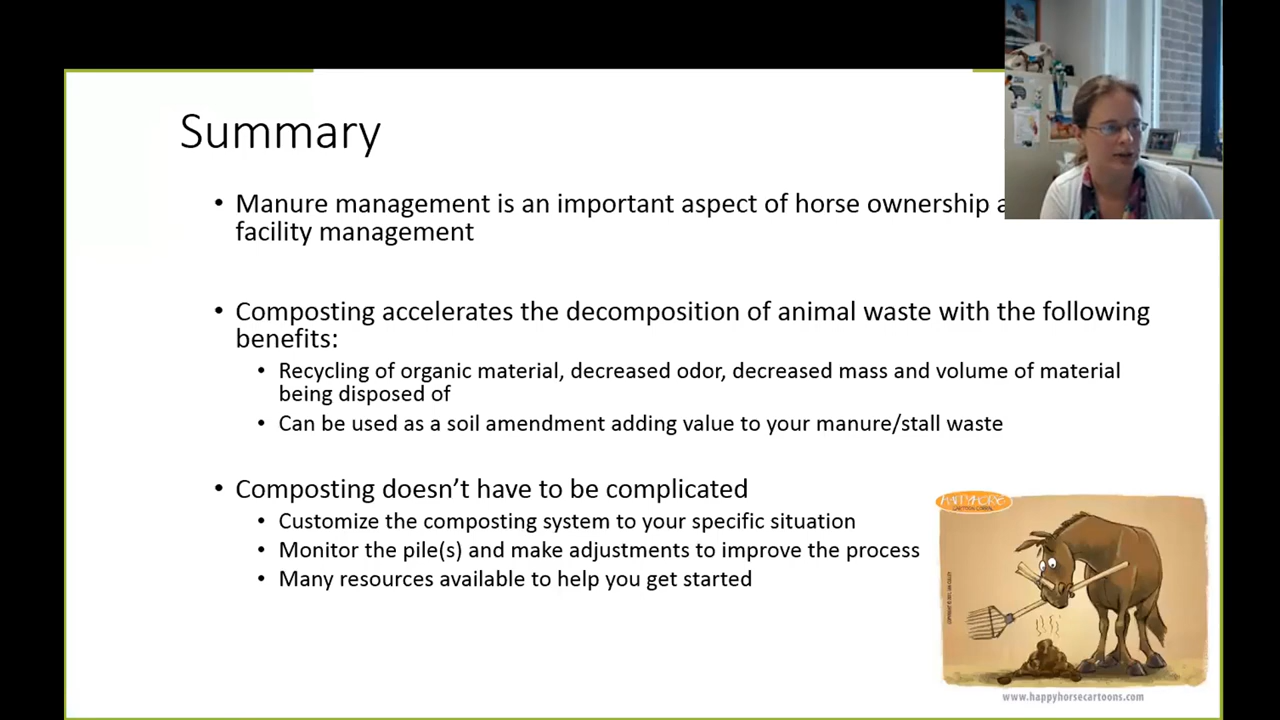 Summary
• Manure management is an important aspect of horse ownership
facility management
• Composting accelerates the decomposition of animal waste with the following
benefits:
• Recycling of organic material, decreased odor, decreased mass and volume of material
being disposed of
• Can be used as a soil amendment adding value to your manure/stall waste
• Composting doesn't have to be complicated
• Customize the composting system to your specific situation
• Monitor the pile(s) and make adjustments to improve the process
• Many resources available to help you get started
HAPPYHORSE
www.happyhorsecartoons.com